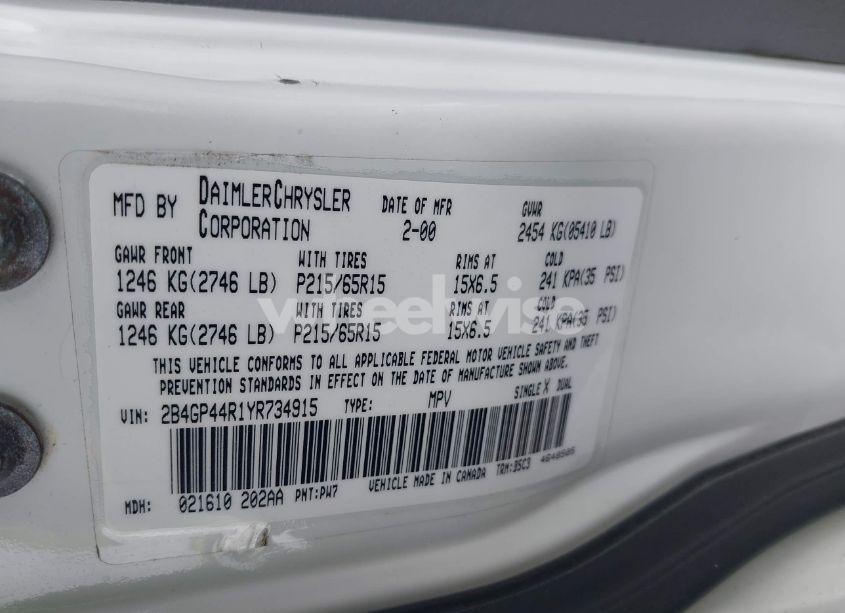 MFD BY DAIMLERCHRYSLER CORPORATION DATE OF MFR 2-00 GVWR 2454 KG(05410 LB)
GAWR FRONT WITH TIRES RIMS AT COLD
1246 KG(2746 LB) P215/65R15 15X6.5 241 KPA(35 PSI)
GAWR REAR WITH TIRES RIMS AT COLD
1246 KG(2746 LB) P215/65R15 15X6.5 241 KPA(35 PSI)
THIS VEHICLE CONFORMS TO ALL APPLICABLE FEDERAL MOTOR VEHICLE SAFETY AND THEFT
PREVENTION STANDARDS IN EFFECT ON THE DATE OF MANUFACTURE SHOWN ABOVE.
VIN: 2B4GP44R1YR734915 TYPE: MPV SINGLE X DUAL
MDH: 021610 202AA PNT:PW7 VEHICLE MADE IN CANADA TRM:B5C3 4648505
wheelwise